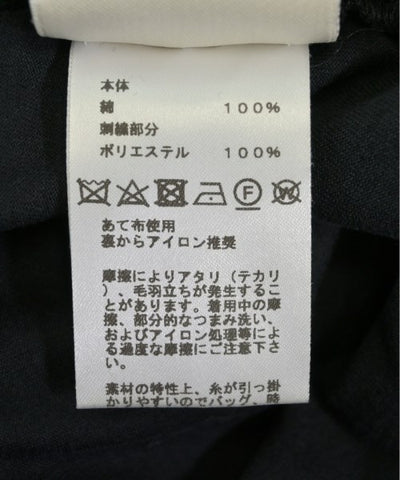 本体
綿 100%
刺繍部分
ポリエステル 100%
あて布使用
裏からアイロン推奨
摩擦によりアタリ（テカリ
）、毛羽立ちが発生するこ
とがあります。着用中の摩
擦、部分的なつまみ洗い、
およびアイロン処理等によ
る過度な摩擦にご注意下さ
い。
素材の特性上、糸が引っ掛
かりやすいのでバッグ、時